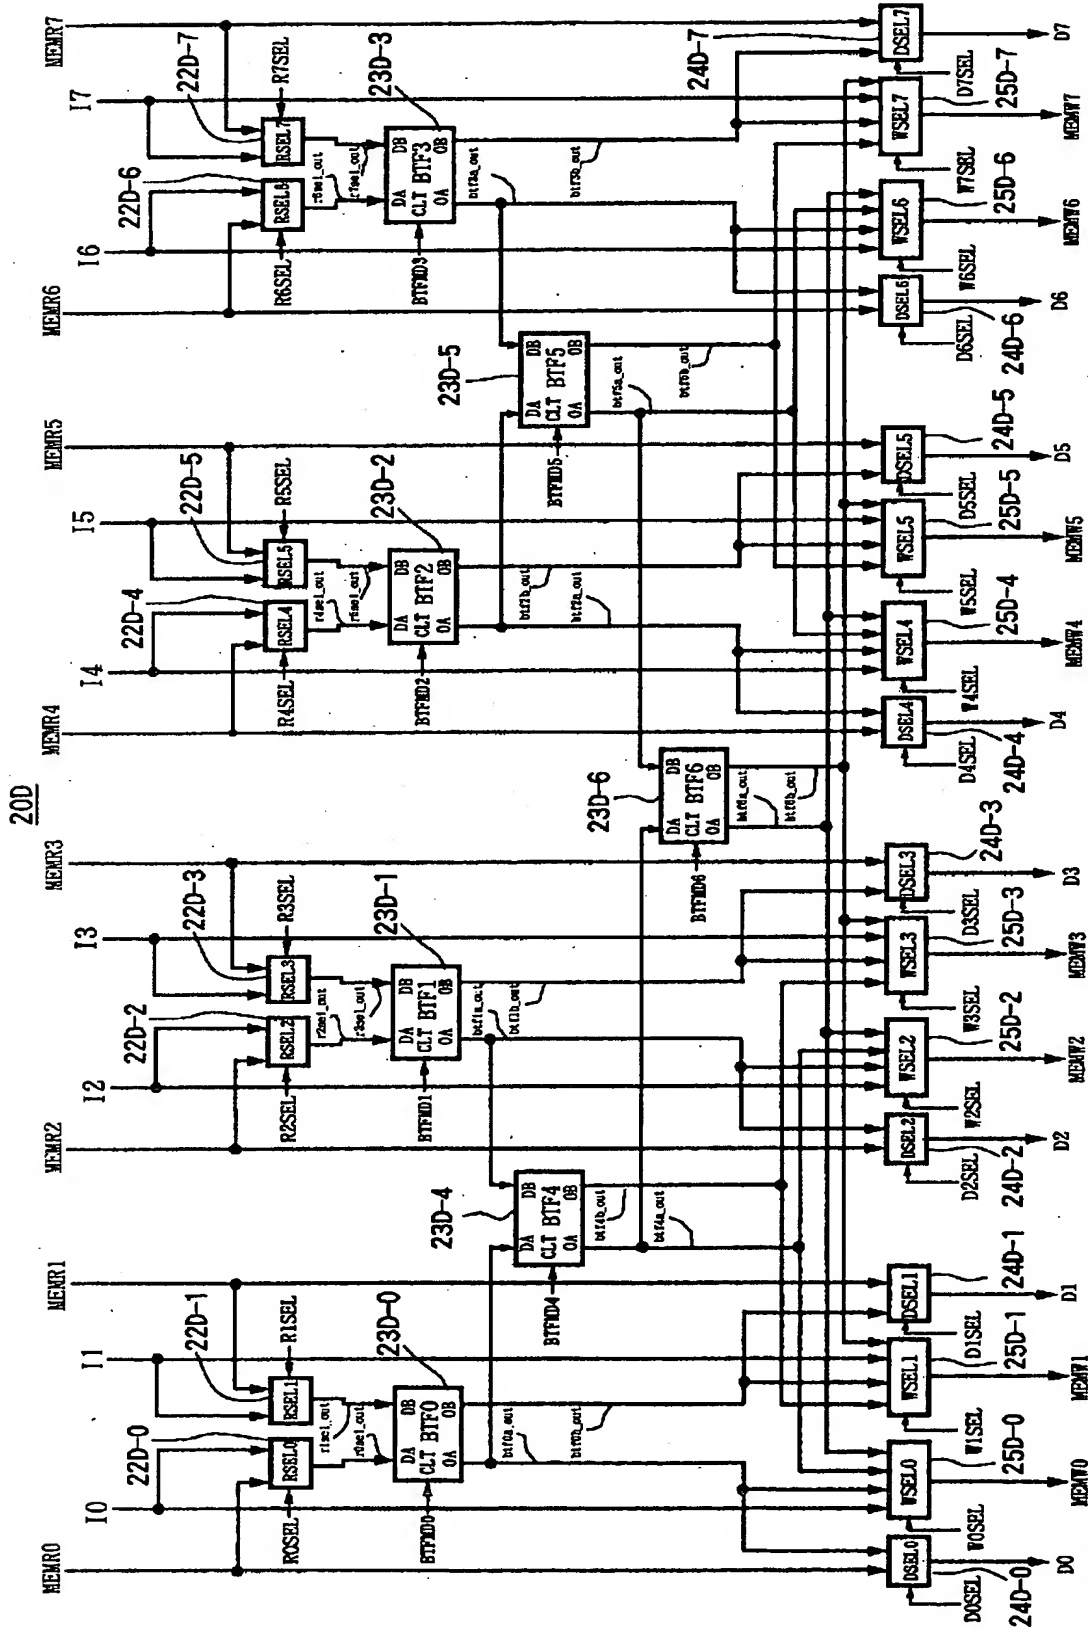 20D
MEMR0
I0
I1
MEMR1
MEMR2
I2
I3
MEMR3
MEMR4
I4
I5
MEMR5
MEMR6
I6
I7
MEMR7
22D-0
22D-1
22D-2
22D-3
22D-4
22D-5
22D-6
22D-7
R0SEL
RSEL0
RSEL1
R1SEL
R2SEL
RSEL2
RSEL3
R3SEL
R4SEL
RSEL4
RSEL5
R5SEL
R6SEL
RSEL6
RSEL7
R7SEL
r1sel_out
r0sel_out
r2sel_out
r3sel_out
r4sel_out
r5sel_out
r6sel_out
r7sel_out
23D-0
23D-1
23D-2
23D-3
BTFMD0
DA DB
CLT BTF0
OA OB
BTFMD1
DA DB
CLT BTF1
OA OB
BTFMD2
DA DB
CLT BTF2
OA OB
BTFMD3
DA DB
CLT BTF3
OA OB
btf0a_out
btf0b_out
btf1a_out
btf1b_out
btf2b_out
btf2a_out
btf3a_out
btf3b_out
23D-4
BTFMD4
DA DB
CLT BTF4
OA OB
btf4b_out
btf4a_out
23D-5
BTFMD5
DA DB
CLT BTF5
OA OB
btf5a_out
btf5b_out
23D-6
BTFMD6
DA DB
CLT BTF6
OA OB
btf6a_out
btf6b_out
24D-7
DSEL0
WSEL0
WSEL1
DSEL1
DSEL2
WSEL2
WSEL3
DSEL3
DSEL4
WSEL4
WSEL5
DSEL5
DSEL6
WSEL6
WSEL7
DSEL7
D0SEL
W0SEL
W1SEL
D1SEL
D2SEL
W2SEL
W3SEL
D3SEL
D4SEL
W4SEL
W5SEL
D5SEL
D6SEL
W6SEL
W7SEL
D7SEL
24D-0
25D-0
25D-1
24D-1
24D-2
25D-2
25D-3
24D-3
24D-4
25D-4
25D-5
24D-5
24D-6
25D-6
25D-7
D0
MEMW0
MEMW1
D1
D2
MEMW2
MEMW3
D3
D4
MEMW4
MEMW5
D5
D6
MEMW6
MEMW7
D7